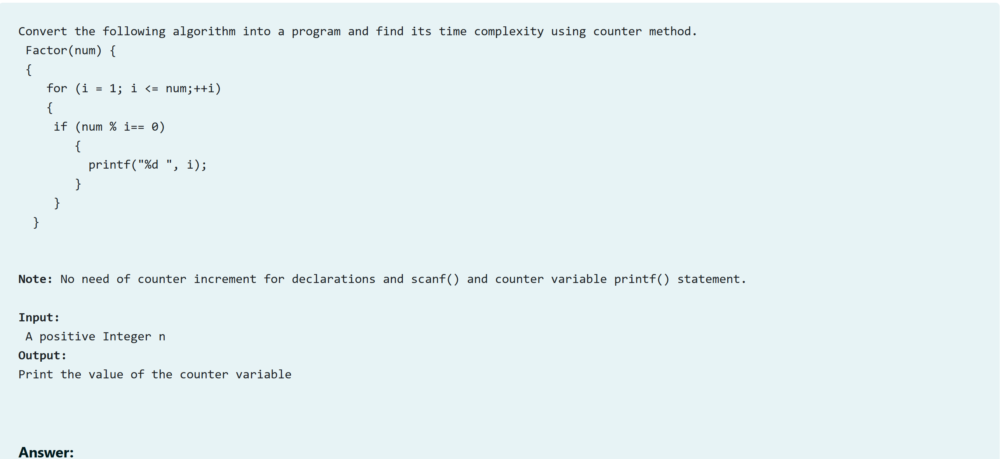 Convert the following algorithm into a program and find its time complexity using counter method.
Factor(num) {
{
for (i = 1; i <= num;++i)
{
if (num % i== 0)
{
printf("%d ", i);
}
}
}
Note: No need of counter increment for declarations and scanf() and counter variable printf() statement.
Input:
A positive Integer n
Output:
Print the value of the counter variable
Answer: